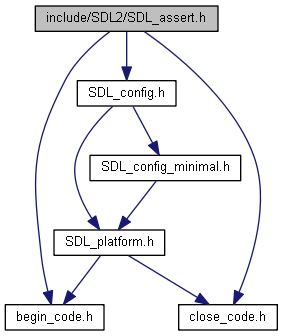 include/SDL2/SDL_assert.h
SDL_config.h
SDL_config_minimal.h
SDL_platform.h
begin_code.h
close_code.h